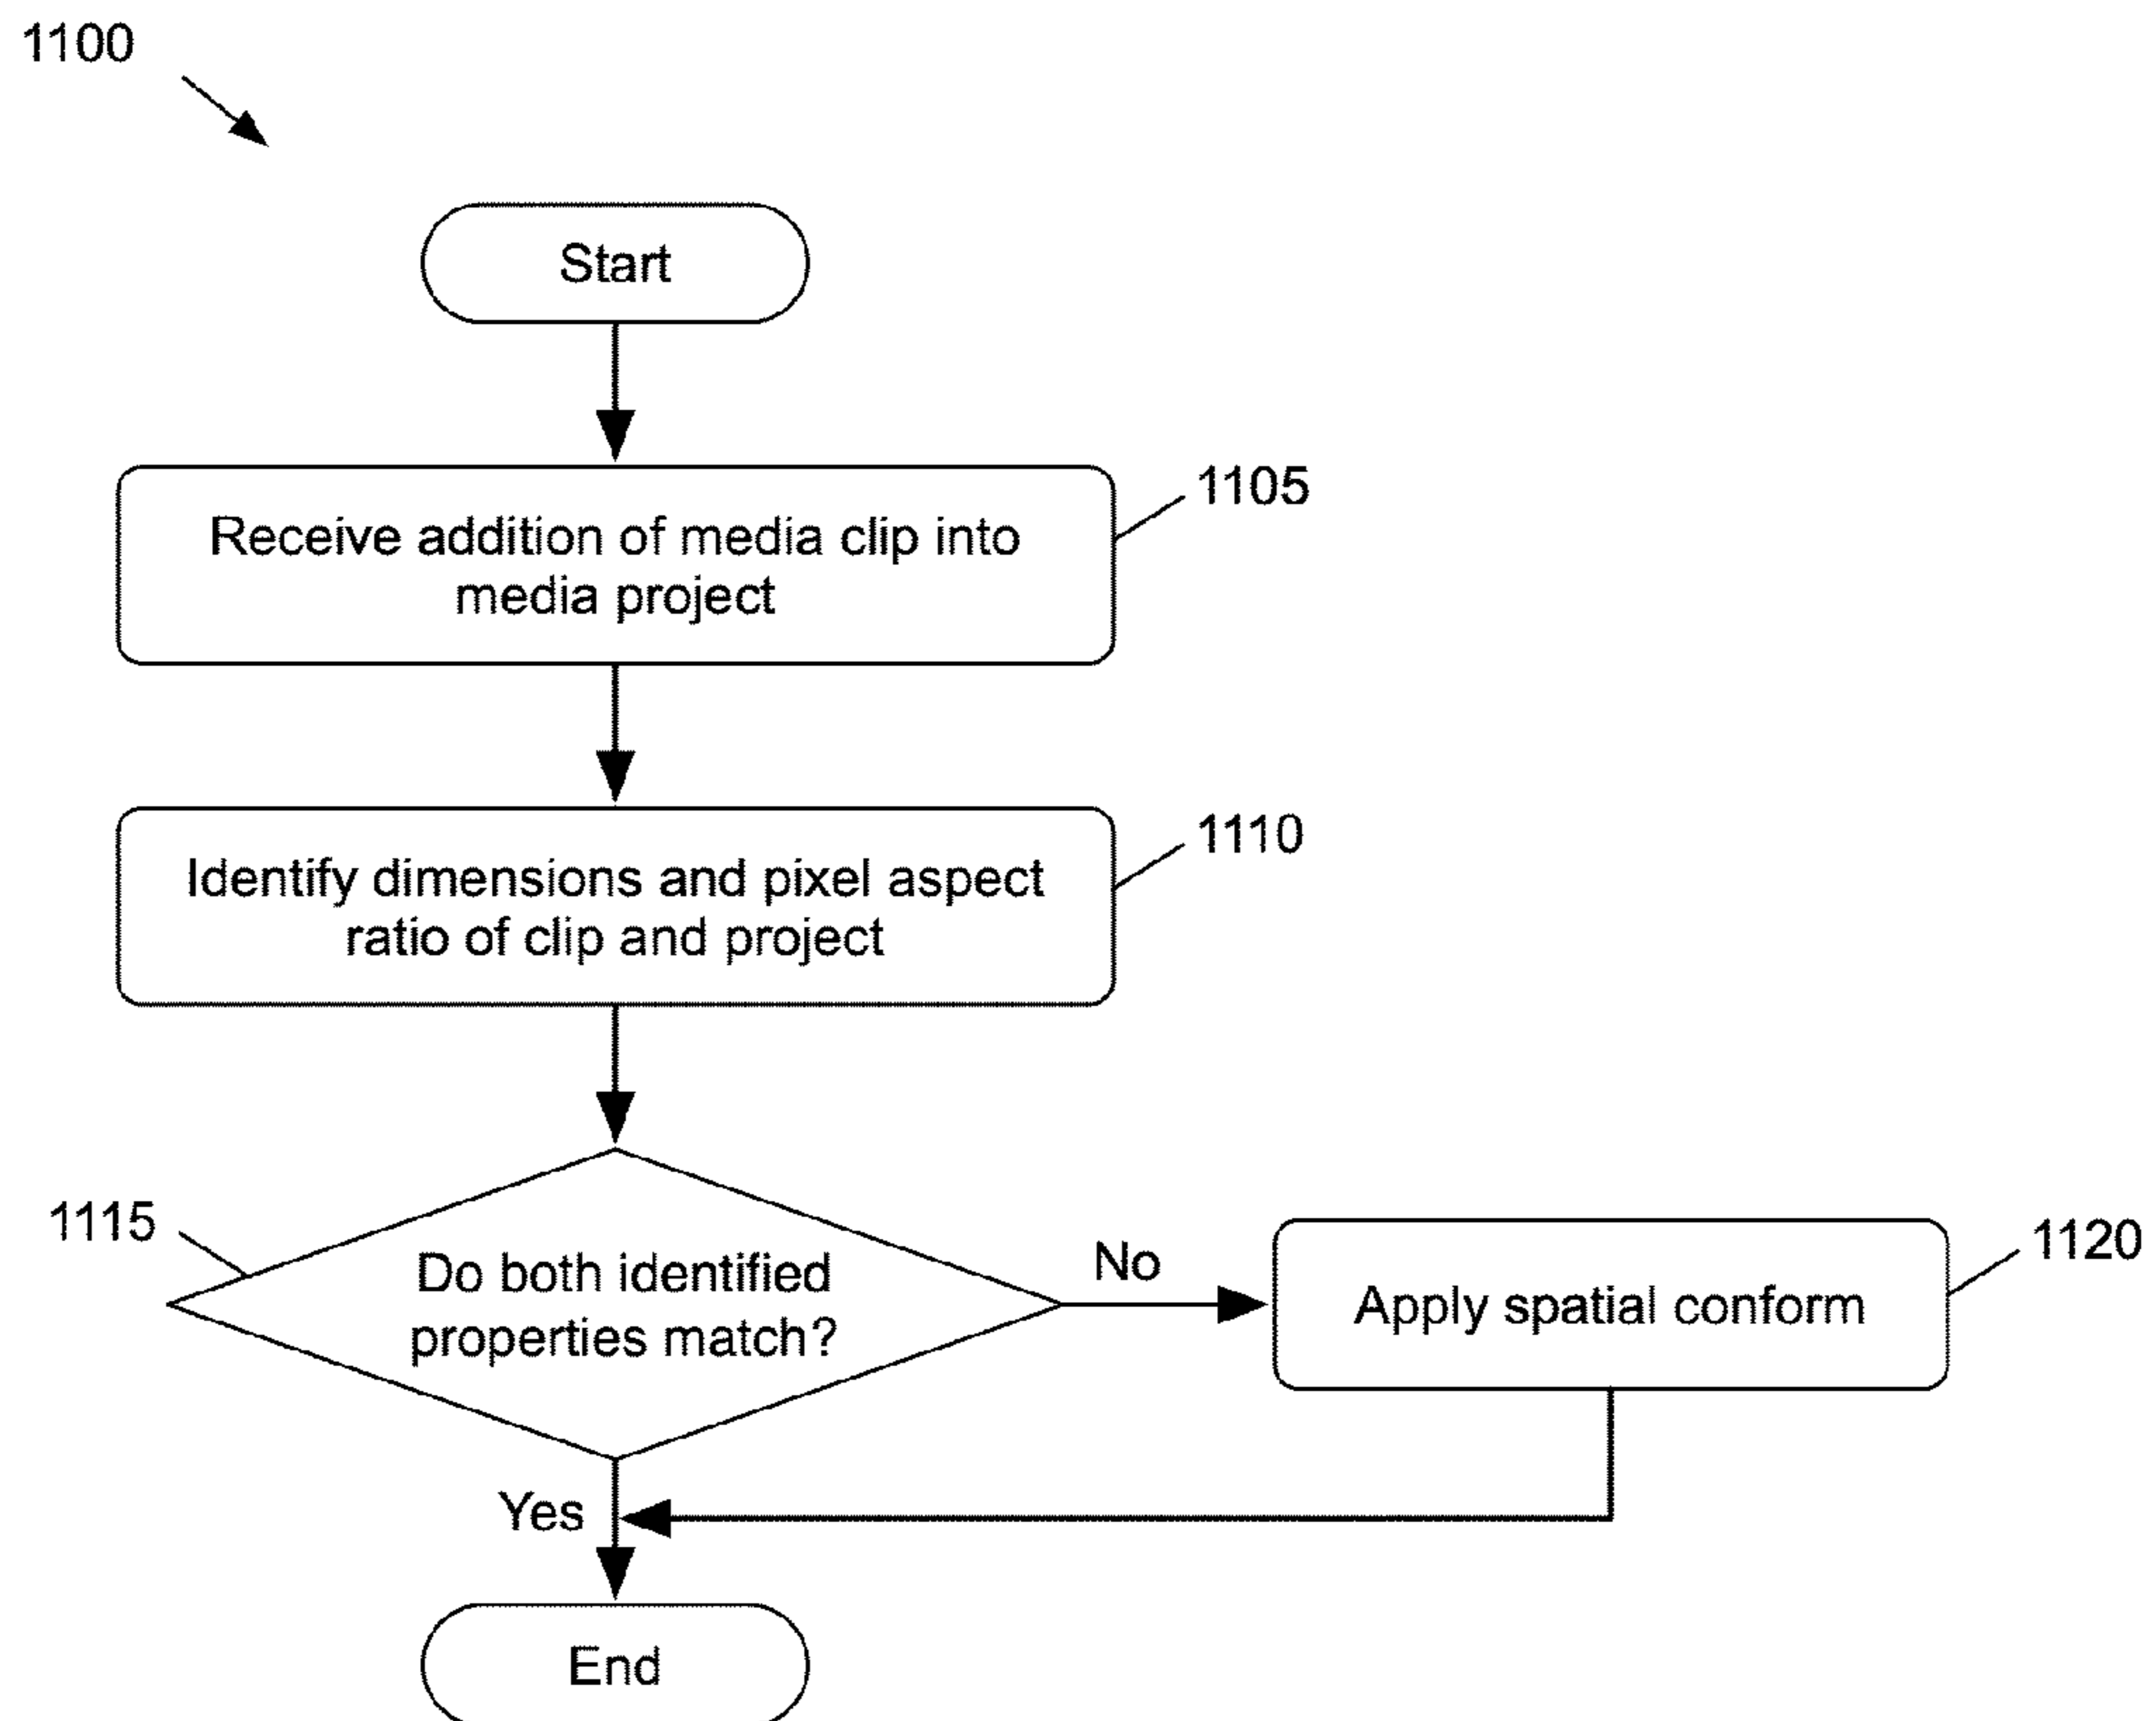 1100
Start
Receive addition of media clip into
media project
1105
Identify dimensions and pixel aspect
ratio of clip and project
1110
1115
Do both identified
properties match?
No
Apply spatial conform
1120
Yes
End